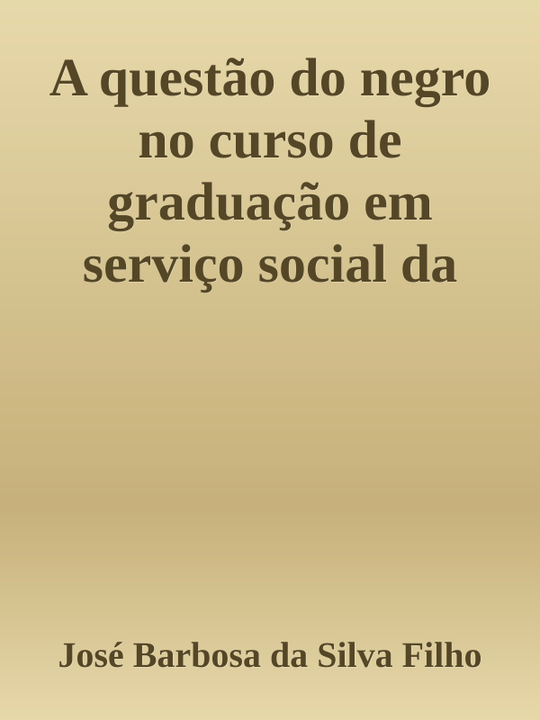 A questão do negro
no curso de
graduação em
serviço social da
José Barbosa da Silva Filho